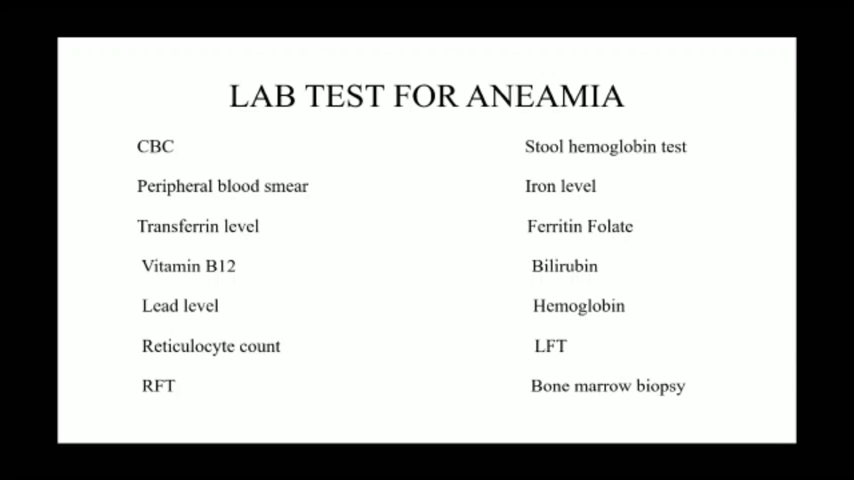 LAB TEST FOR ANEAMIA
CBC
Peripheral blood smear
Transferrin level
Vitamin B12
Lead level
Reticulocyte count
RFT
Stool hemoglobin test
Iron level
Ferritin Folate
Bilirubin
Hemoglobin
LFT
Bone marrow biopsy